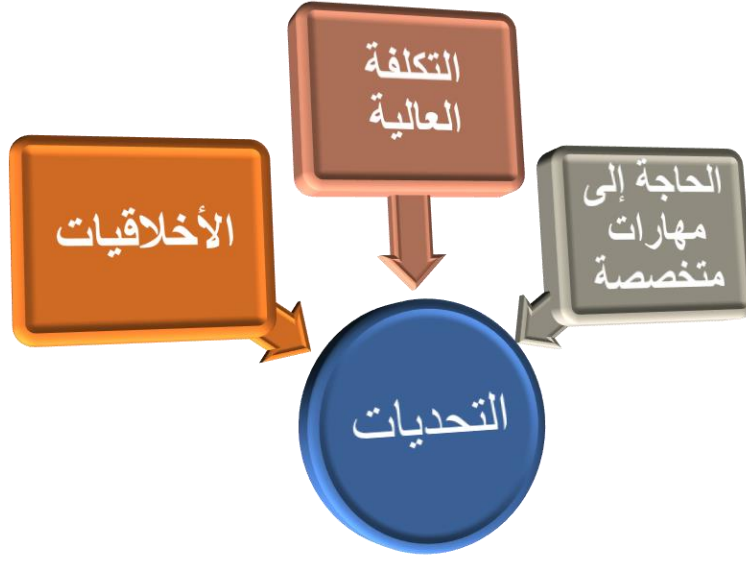 الحاجة إلى
مهارات
متخصصة
التكلفة
العالية
الأخلاقيات
التحديات